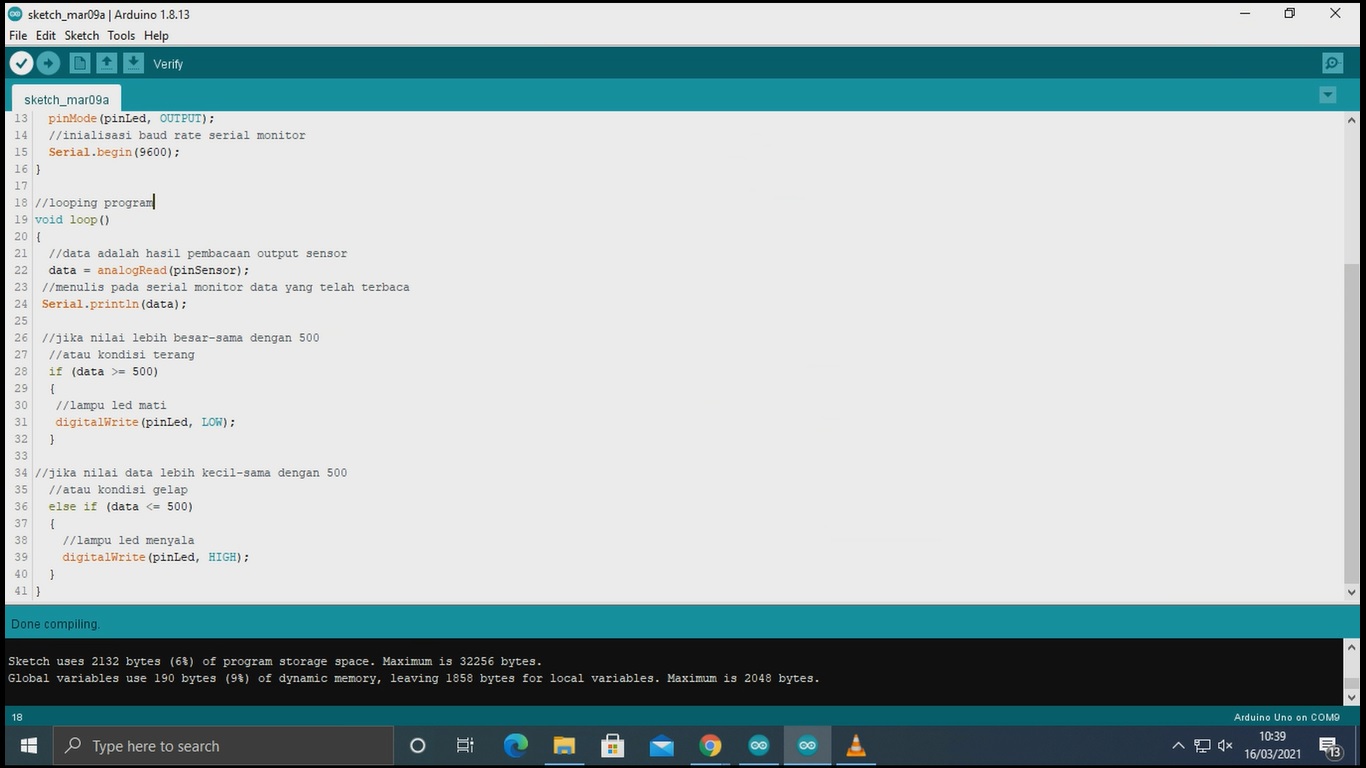 sketch_mar09a | Arduino 1.8.13
File Edit Sketch Tools Help
Verify
sketch_mar09a
13 pinMode(pinLed, OUTPUT);
14 //inialisasi baud rate serial monitor
15 Serial.begin(9600);
16 }
17
18 //looping program
19 void loop()
20 {
21 //data adalah hasil pembacaan output sensor
22 data = analogRead(pinSensor);
23 //menulis pada serial monitor data yang telah terbaca
24 Serial.println(data);
25
26 //jika nilai lebih besar-sama dengan 500
27 //atau kondisi terang
28 if (data >= 500)
29 {
30 //lampu led mati
31 digitalWrite(pinLed, LOW);
32 }
33
34 //jika nilai data lebih kecil-sama dengan 500
35 //atau kondisi gelap
36 else if (data <= 500)
37 {
38 //lampu led menyala
39 digitalWrite(pinLed, HIGH);
40 }
41 }
Done compiling.
Sketch uses 2132 bytes (6%) of program storage space. Maximum is 32256 bytes.
Global variables use 190 bytes (9%) of dynamic memory, leaving 1858 bytes for local variables. Maximum is 2048 bytes.
18 Arduino Uno on COM9
Type here to search
10:39
16/03/2021
13